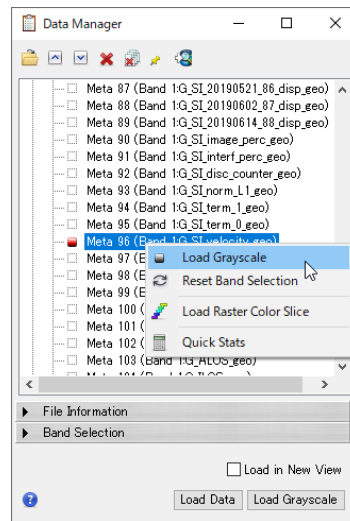 Data Manager
Meta 87 (Band 1:G_SI_20190521_86_disp_geo)
Meta 88 (Band 1:G_SI_20190602_87_disp_geo)
Meta 89 (Band 1:G_SI_20190614_88_disp_geo)
Meta 90 (Band 1:G_SI_image_perc_geo)
Meta 91 (Band 1:G_SI_interf_perc_geo)
Meta 92 (Band 1:G_SI_disc_counter_geo)
Meta 93 (Band 1:G_SI_norm_L1_geo)
Meta 94 (Band 1:G_SI_term_1_geo)
Meta 95 (Band 1:G_SI_term_0_geo)
Meta 96 (Band 1:G_SI_velocity_geo)
Meta 97 (E
Load Grayscale
Meta 98 (E
Reset Band Selection
Meta 99 (E
Meta 100 (
Load Raster Color Slice
Meta 101 (
Meta 102 (
Quick Stats
Meta 103 (Band 1:G_ALOS_geo)
File Information
Band Selection
Load in New View
Load Data
Load Grayscale